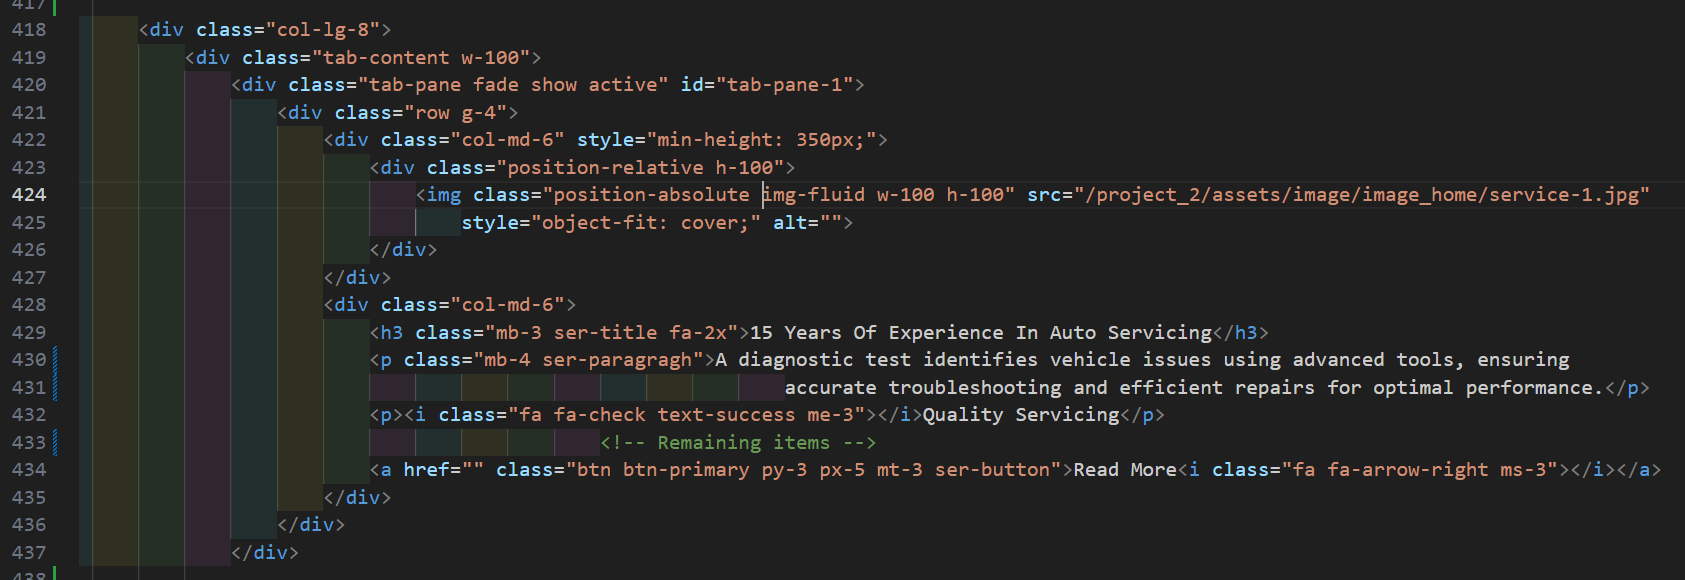 417
418 <div class="col-lg-8">
419 <div class="tab-content w-100">
420 <div class="tab-pane fade show active" id="tab-pane-1">
421 <div class="row g-4">
422 <div class="col-md-6" style="min-height: 350px;">
423 <div class="position-relative h-100">
424 <img class="position-absolute img-fluid w-100 h-100" src="/project_2/assets/image/image_home/service-1.jpg"
425 style="object-fit: cover;" alt="">
426 </div>
427 </div>
428 <div class="col-md-6">
429 <h3 class="mb-3 ser-title fa-2x">15 Years Of Experience In Auto Servicing</h3>
430 <p class="mb-4 ser-paragragh">A diagnostic test identifies vehicle issues using advanced tools, ensuring
431 accurate troubleshooting and efficient repairs for optimal performance.</p>
432 <p><i class="fa fa-check text-success me-3"></i>Quality Servicing</p>
433 <!-- Remaining items -->
434 <a href="" class="btn btn-primary py-3 px-5 mt-3 ser-button">Read More<i class="fa fa-arrow-right ms-3"></i></a>
435 </div>
436 </div>
437 </div>
438